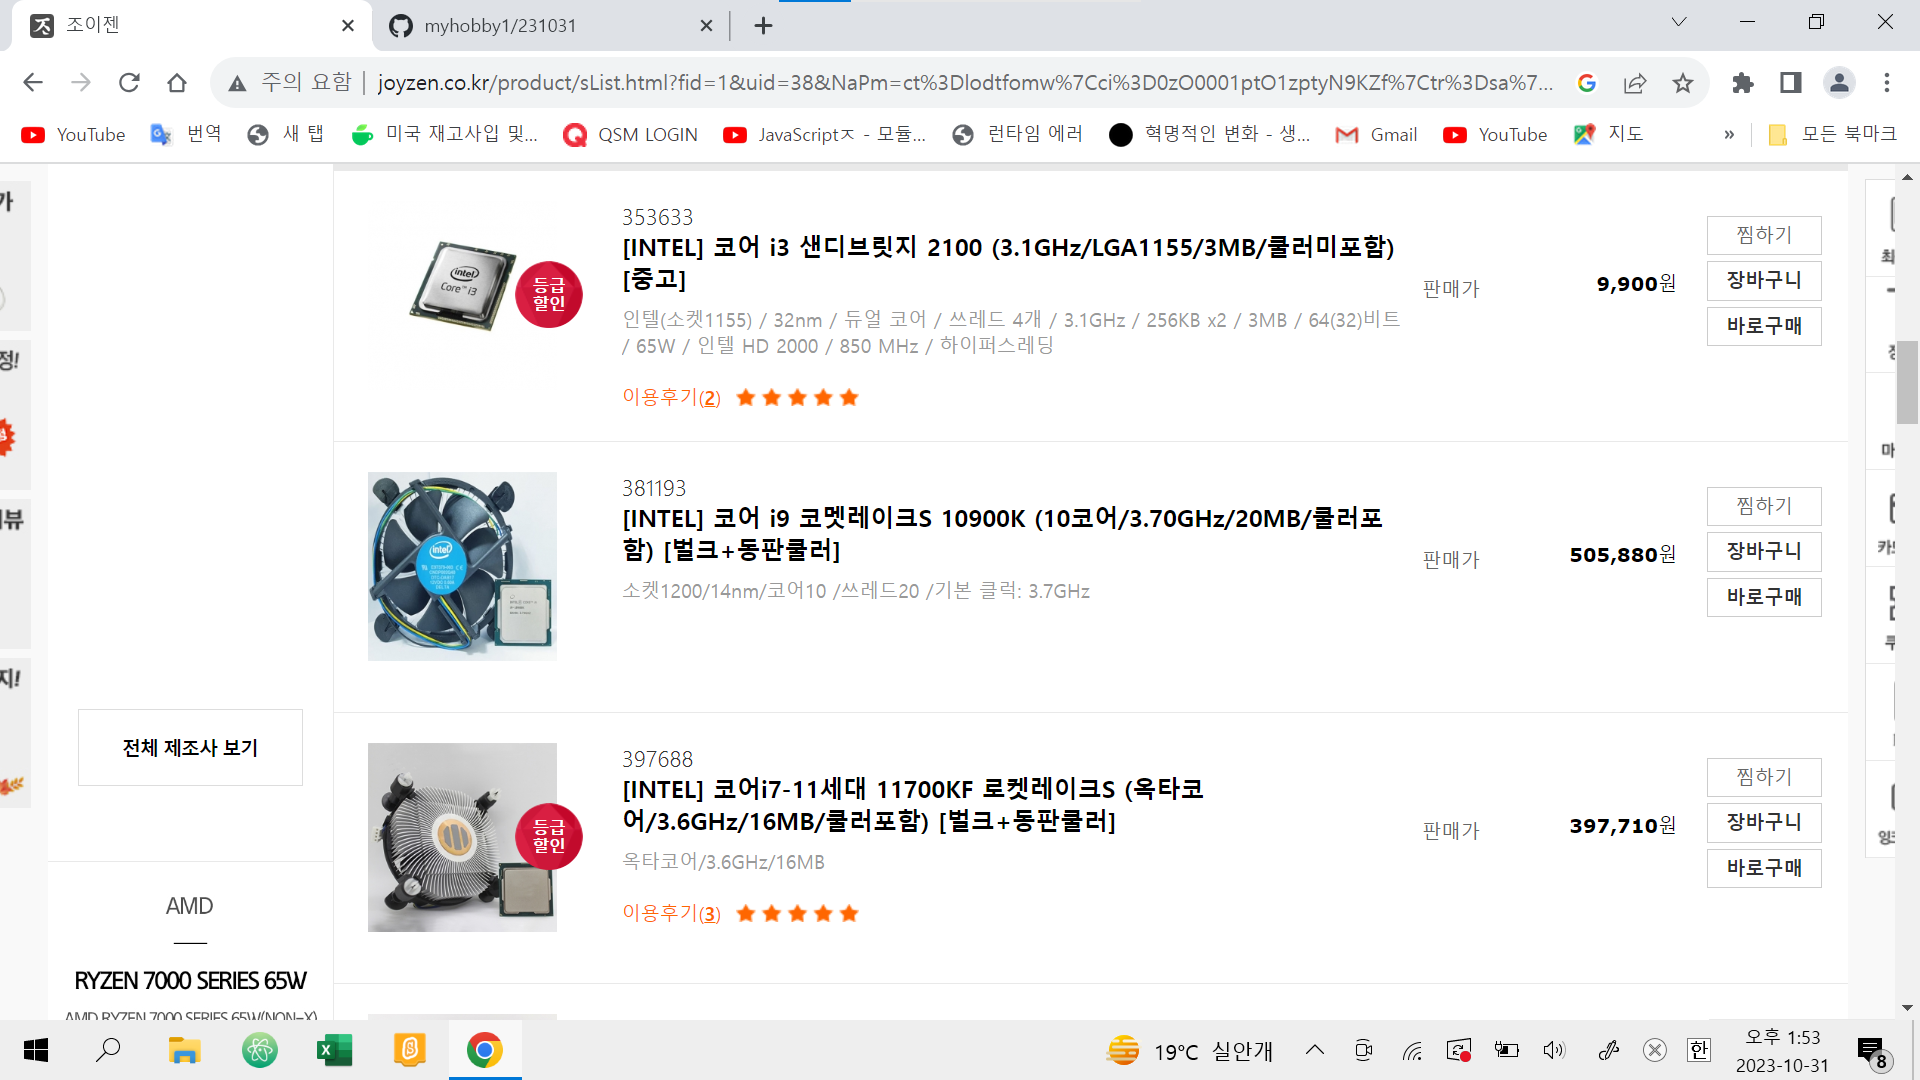 조이젠
myhobby1/231031
주의 요함
joyzen.co.kr/product/sList.html?fid=1&uid=38&NaPm=ct%3Dlodtfomw%7Cci%3D0zO0001ptO1zptyN9KZf%7Ctr%3Dsa%7...
YouTube
번역
새 탭
미국 재고사입 및...
QSM LOGIN
JavaScriptㅈ - 모듈...
런타임 에러
혁명적인 변화 - 생...
Gmail
YouTube
지도
»
모든 북마크
가
정!
뷰
지!
353633
[INTEL] 코어 i3 샌디브릿지 2100 (3.1GHz/LGA1155/3MB/쿨러미포함)
[중고]
인텔(소켓1155) / 32nm / 듀얼 코어 / 쓰레드 4개 / 3.1GHz / 256KB x2 / 3MB / 64(32)비트
/ 65W / 인텔 HD 2000 / 850 MHz / 하이퍼스레딩
이용후기(2)
intel
Core™ i3
등급
할인
판매가
9,900원
찜하기
장바구니
바로구매
381193
[INTEL] 코어 i9 코멧레이크S 10900K (10코어/3.70GHz/20MB/쿨러포
함) [벌크+동판쿨러]
소켓1200/14nm/코어10 /쓰레드20 /기본 클럭: 3.7GHz
intel
판매가
505,880원
찜하기
장바구니
바로구매
397688
[INTEL] 코어i7-11세대 11700KF 로켓레이크S (옥타코
어/3.6GHz/16MB/쿨러포함) [벌크+동판쿨러]
옥타코어/3.6GHz/16MB
이용후기(3)
등급
할인
판매가
397,710원
찜하기
장바구니
바로구매
전체 제조사 보기
AMD
RYZEN 7000 SERIES 65W
AMD RYZEN 7000 SERIES 65W(NON-X)
최
마
카
쿠
19°C 실안개
한
오후 1:53
2023-10-31
8